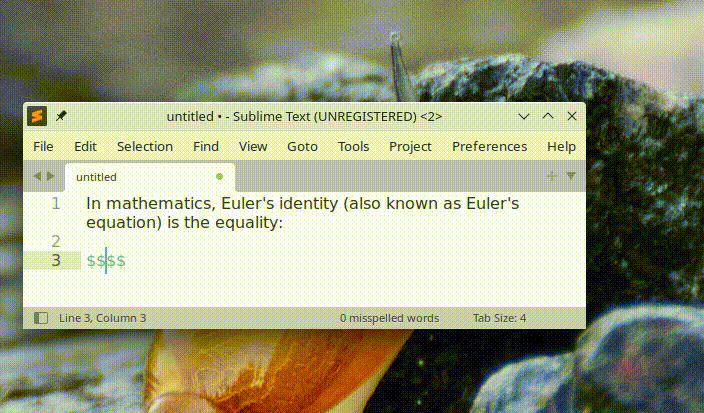 untitled • - Sublime Text (UNREGISTERED) <2>
File Edit Selection Find View Goto Tools Project Preferences Help
untitled
1 In mathematics, Euler's identity (also known as Euler's
equation) is the equality:
2
3 $$$$
Line 3, Column 3 0 misspelled words Tab Size: 4